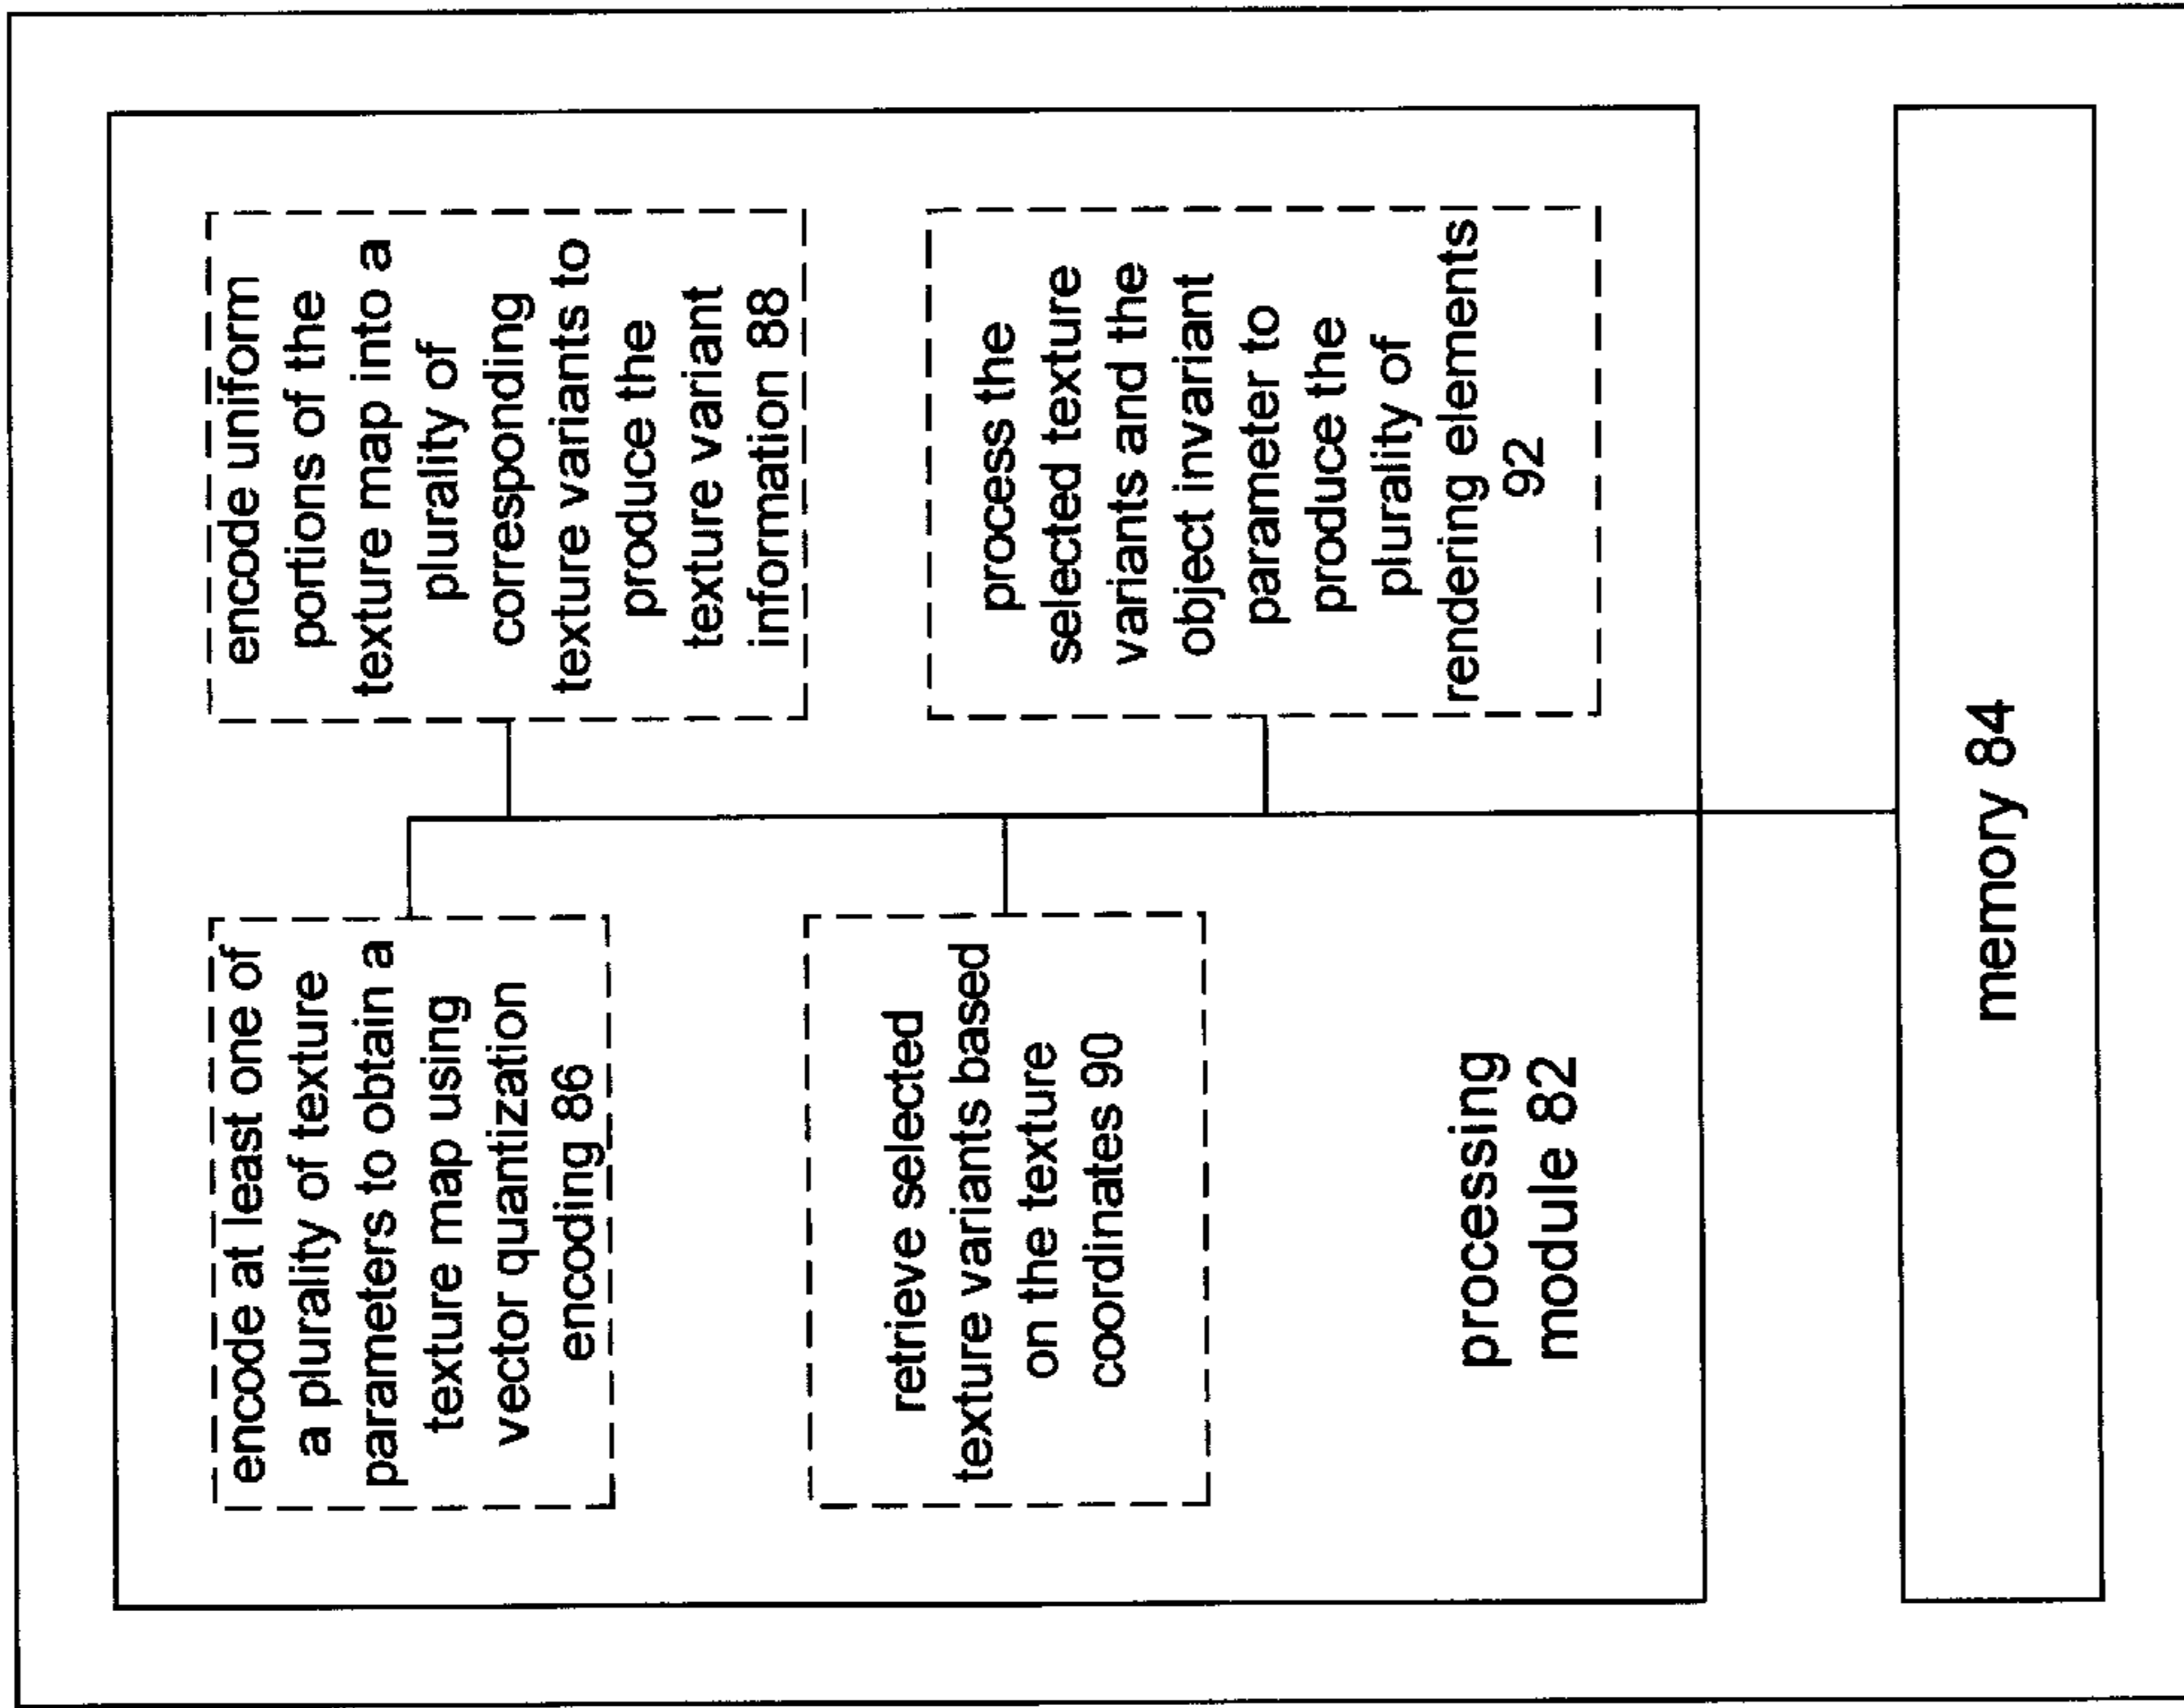 encode at least one of
a plurality of texture
parameters to obtain a
texture map using
vector quantization
encoding 86
encode uniform
portions of the
texture map into a
plurality of
corresponding
texture variants to
produce the
texture variant
information 88
retrieve selected
texture variants based
on the texture
coordinates 90
process the
selected texture
variants and the
object invariant
parameter to
produce the
plurality of
rendering elements
92
processing
module 82
memory 84